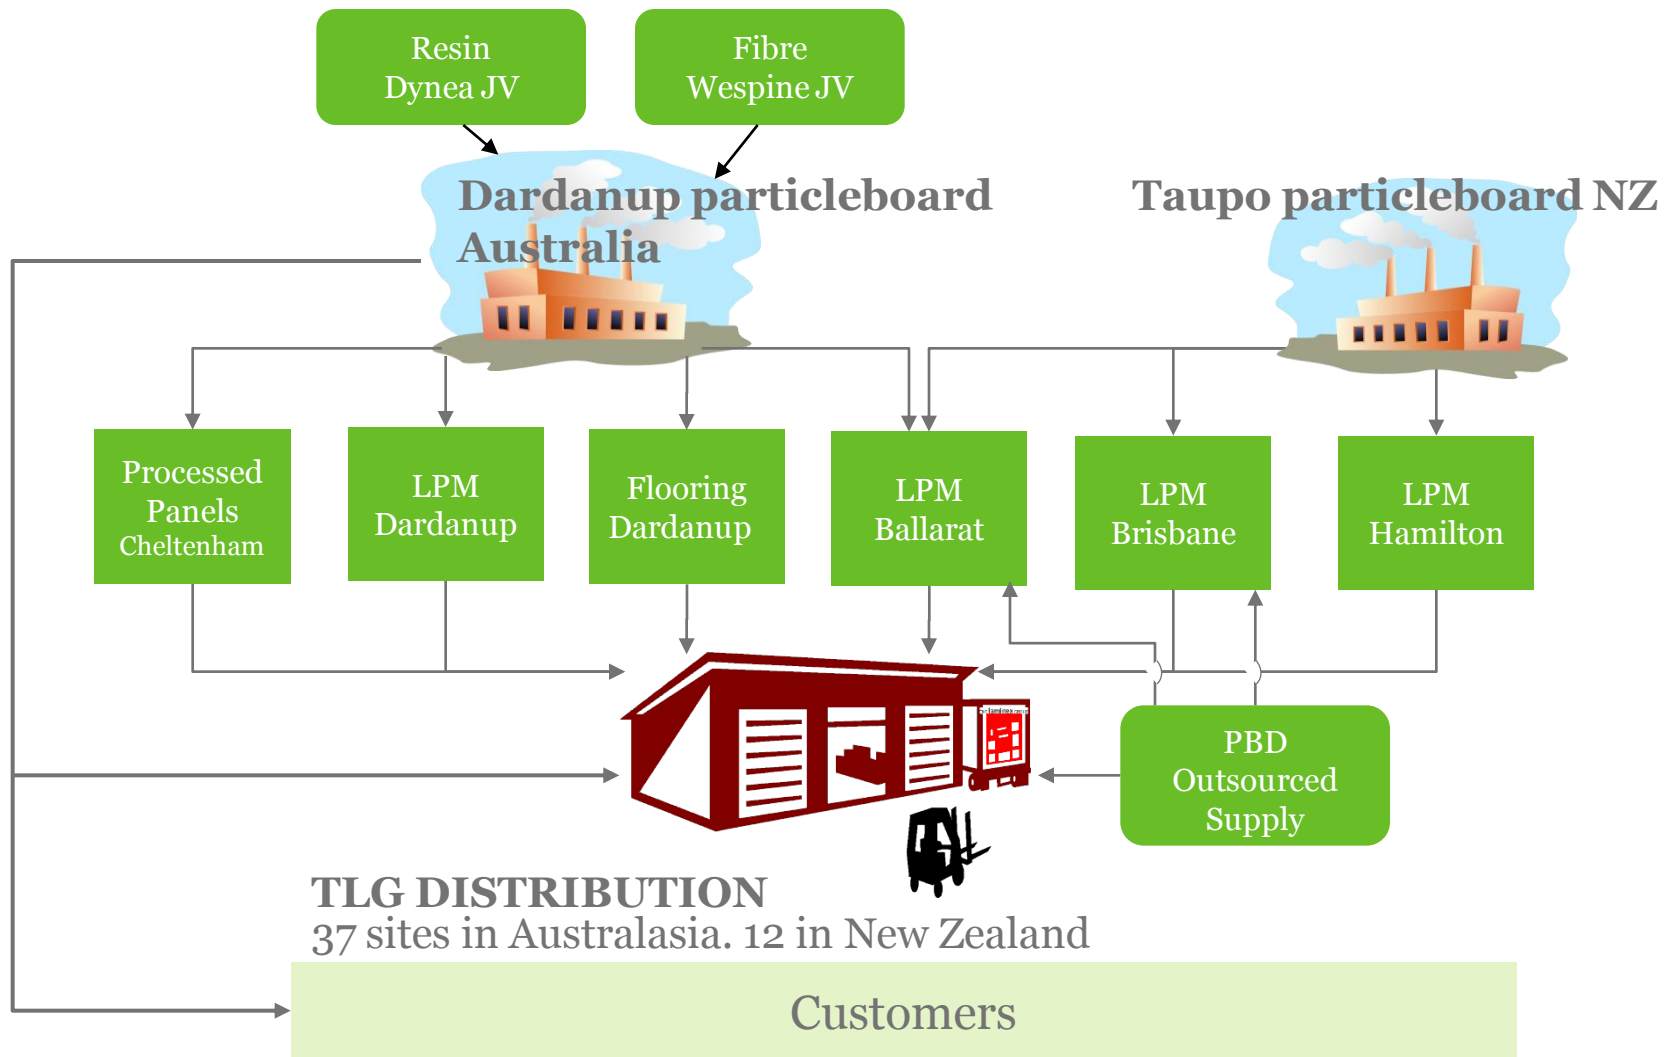 Resin
Dynea JV
Fibre
Wespine JV
Dardanup particleboard
Australia
Taupo particleboard NZ
Processed
Panels
Cheltenham
LPM
Dardanup
Flooring
Dardanup
LPM
Ballarat
LPM
Brisbane
LPM
Hamilton
PBD
Outsourced
Supply
TLG DISTRIBUTION
37 sites in Australasia. 12 in New Zealand
Customers